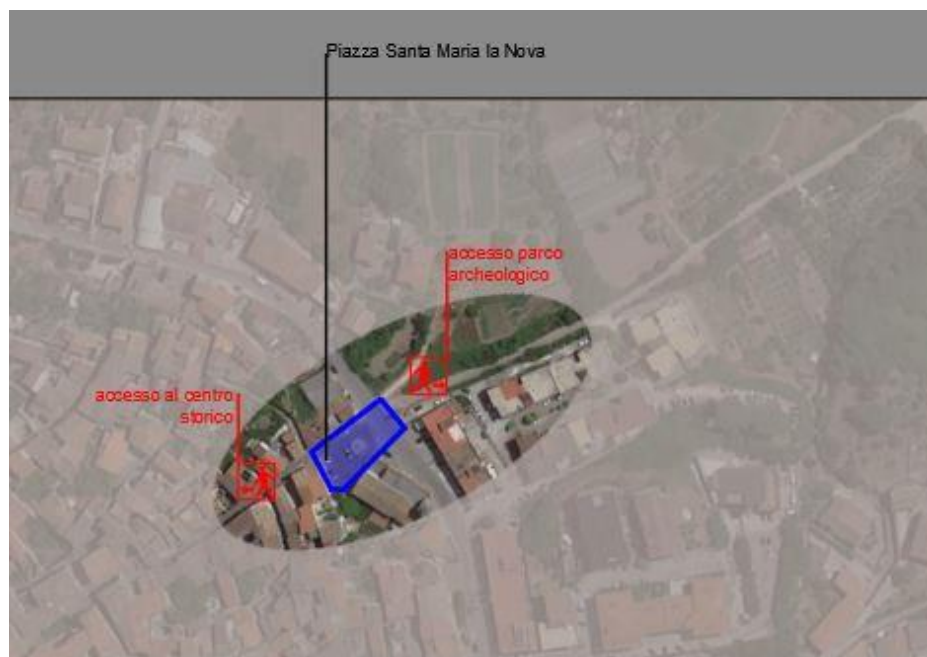 Piazza Santa Maria la Nova
accesso parco
archeologico
accesso al centro
storico